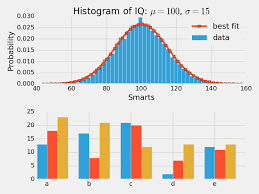 Histogram of IQ: μ = 100, σ = 15
0.030
0.025
0.020
0.015
0.010
0.005
0.000
Probability
best fit
data
40 60 80 100 120 140 160
Smarts
25
20
15
10
5
0
a b c d e